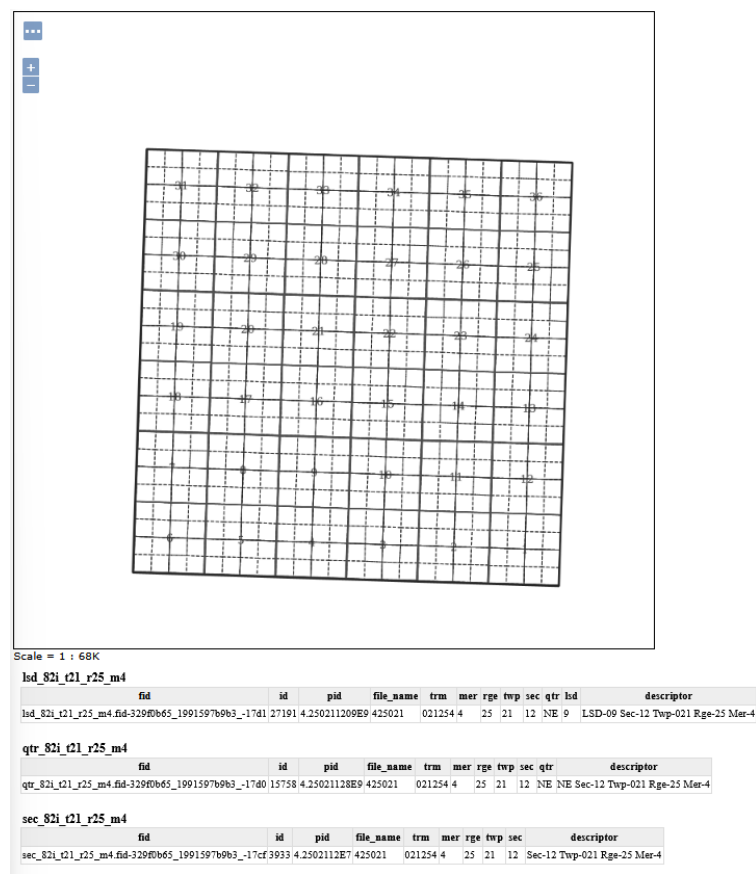 ...
+
−
31 32 33 34 35 36
30 29 28 27 26 25
19 20 21 22 23 24
18 17 16 15 14 13
7 8 9 10 11 12
6 5 4 3 2
Scale = 1 : 68K
lsd_82i_t21_r25_m4
fid id pid file_name trm mer rge twp sec qtr lsd descriptor
lsd_82i_t21_r25_m4.fid-329f0b65_1991597b9b3_-17d1 27191 4.250211209E9 425021 021254 4 25 21 12 NE 9 LSD-09 Sec-12 Twp-021 Rge-25 Mer-4
qtr_82i_t21_r25_m4
fid id pid file_name trm mer rge twp sec qtr descriptor
qtr_82i_t21_r25_m4.fid-329f0b65_1991597b9b3_-17d0 15758 4.25021128E9 425021 021254 4 25 21 12 NE NE Sec-12 Twp-021 Rge-25 Mer-4
sec_82i_t21_r25_m4
fid id pid file_name trm mer rge twp sec descriptor
sec_82i_t21_r25_m4.fid-329f0b65_1991597b9b3_-17cf 3933 4.2502112E7 425021 021254 4 25 21 12 Sec-12 Twp-021 Rge-25 Mer-4